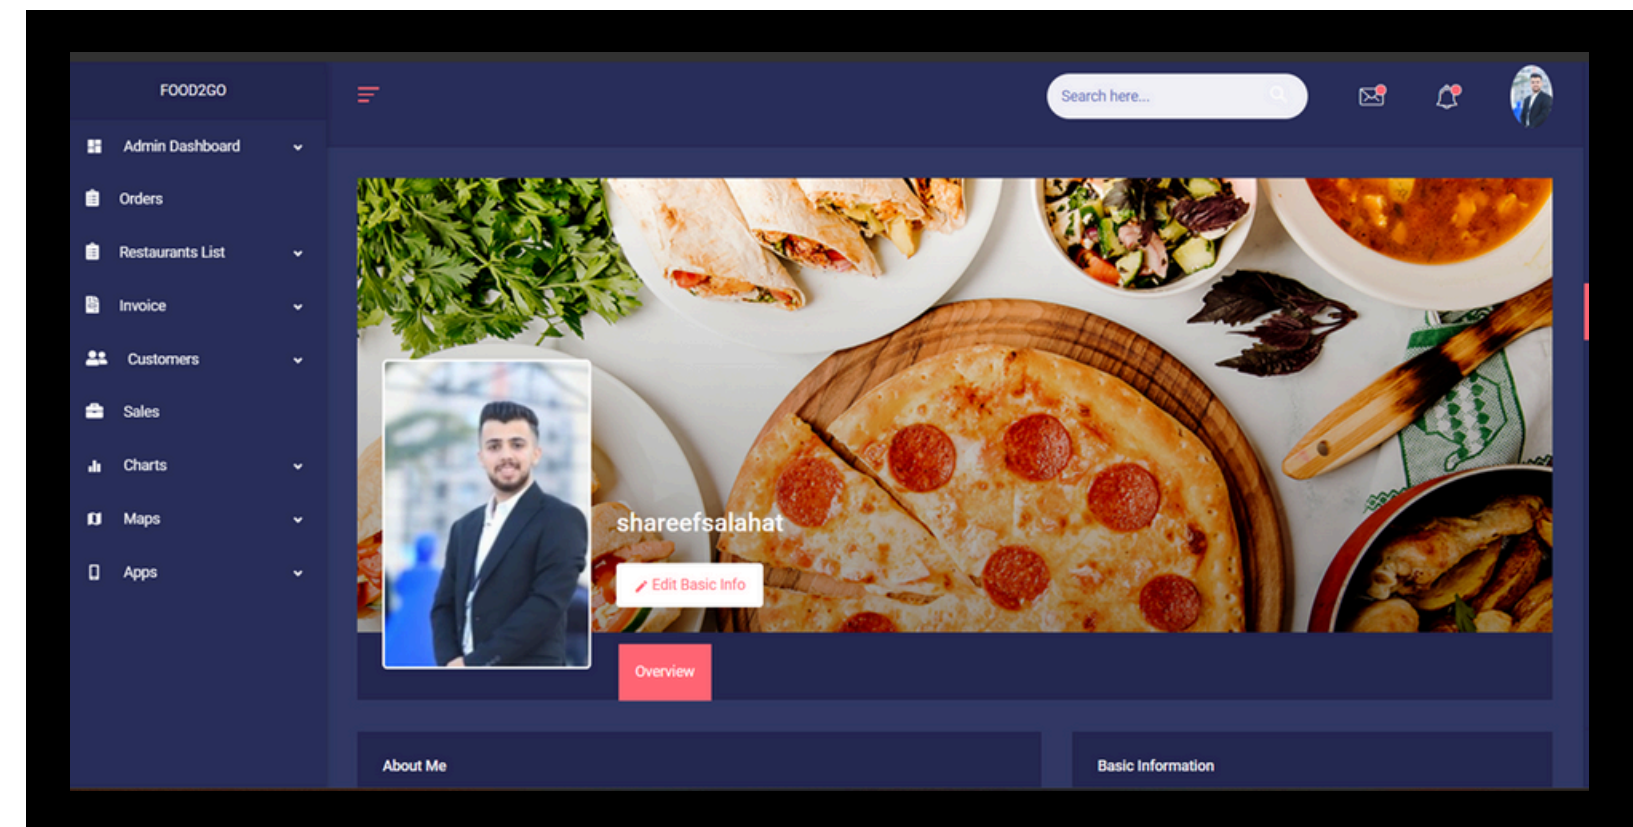 FOOD2GO
Search here...
Admin Dashboard
Orders
Restaurants List
Invoice
Customers
Sales
Charts
Maps
Apps
shareefsalahat
Edit Basic Info
Overview
About Me
Basic Information